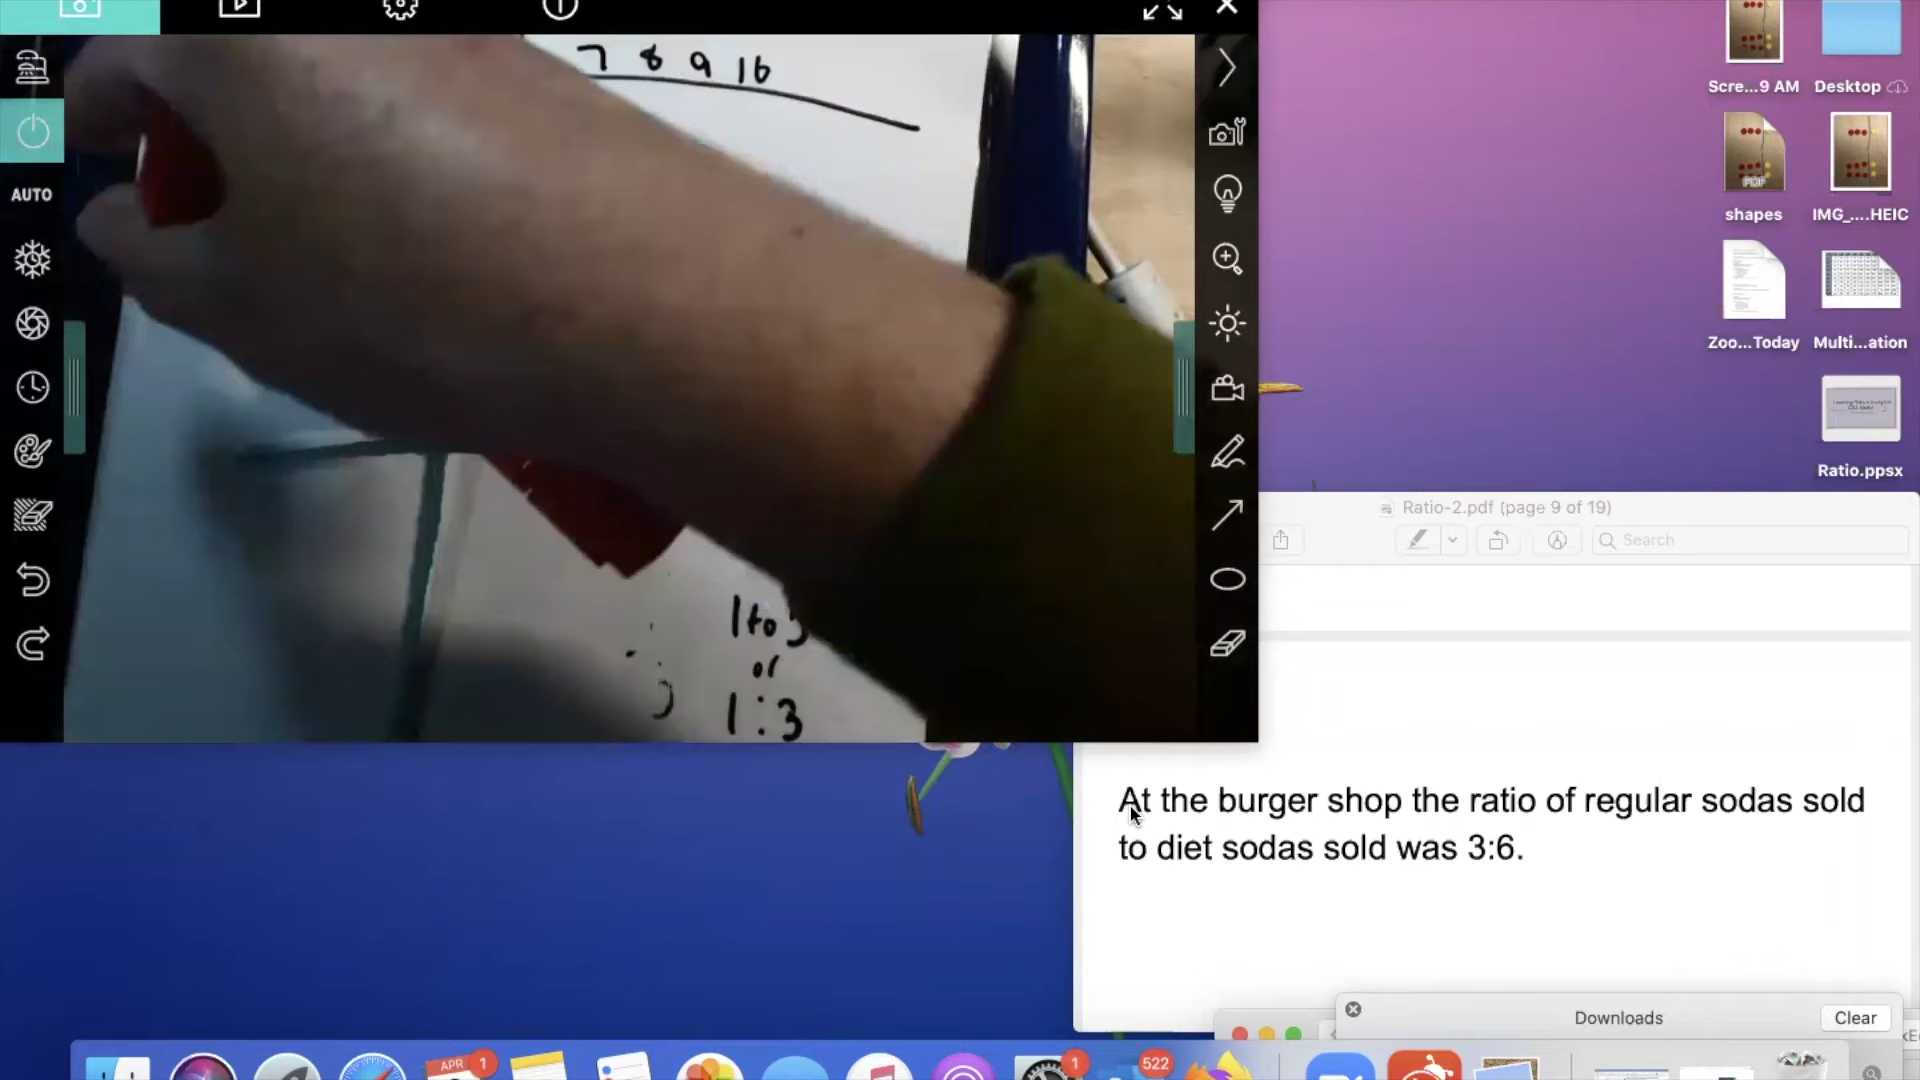 7 8 9 10
AUTO
1 to
or
1:3
Scre...9 AM
Desktop
PDF
shapes
IMG_....HEIC
Zoo...Today
Multi...ation
Ratio.ppsx
Ratio-2.pdf (page 9 of 19)
Search
At the burger shop the ratio of regular sodas sold
to diet sodas sold was 3:6.
Downloads
Clear
APR
1
1
522